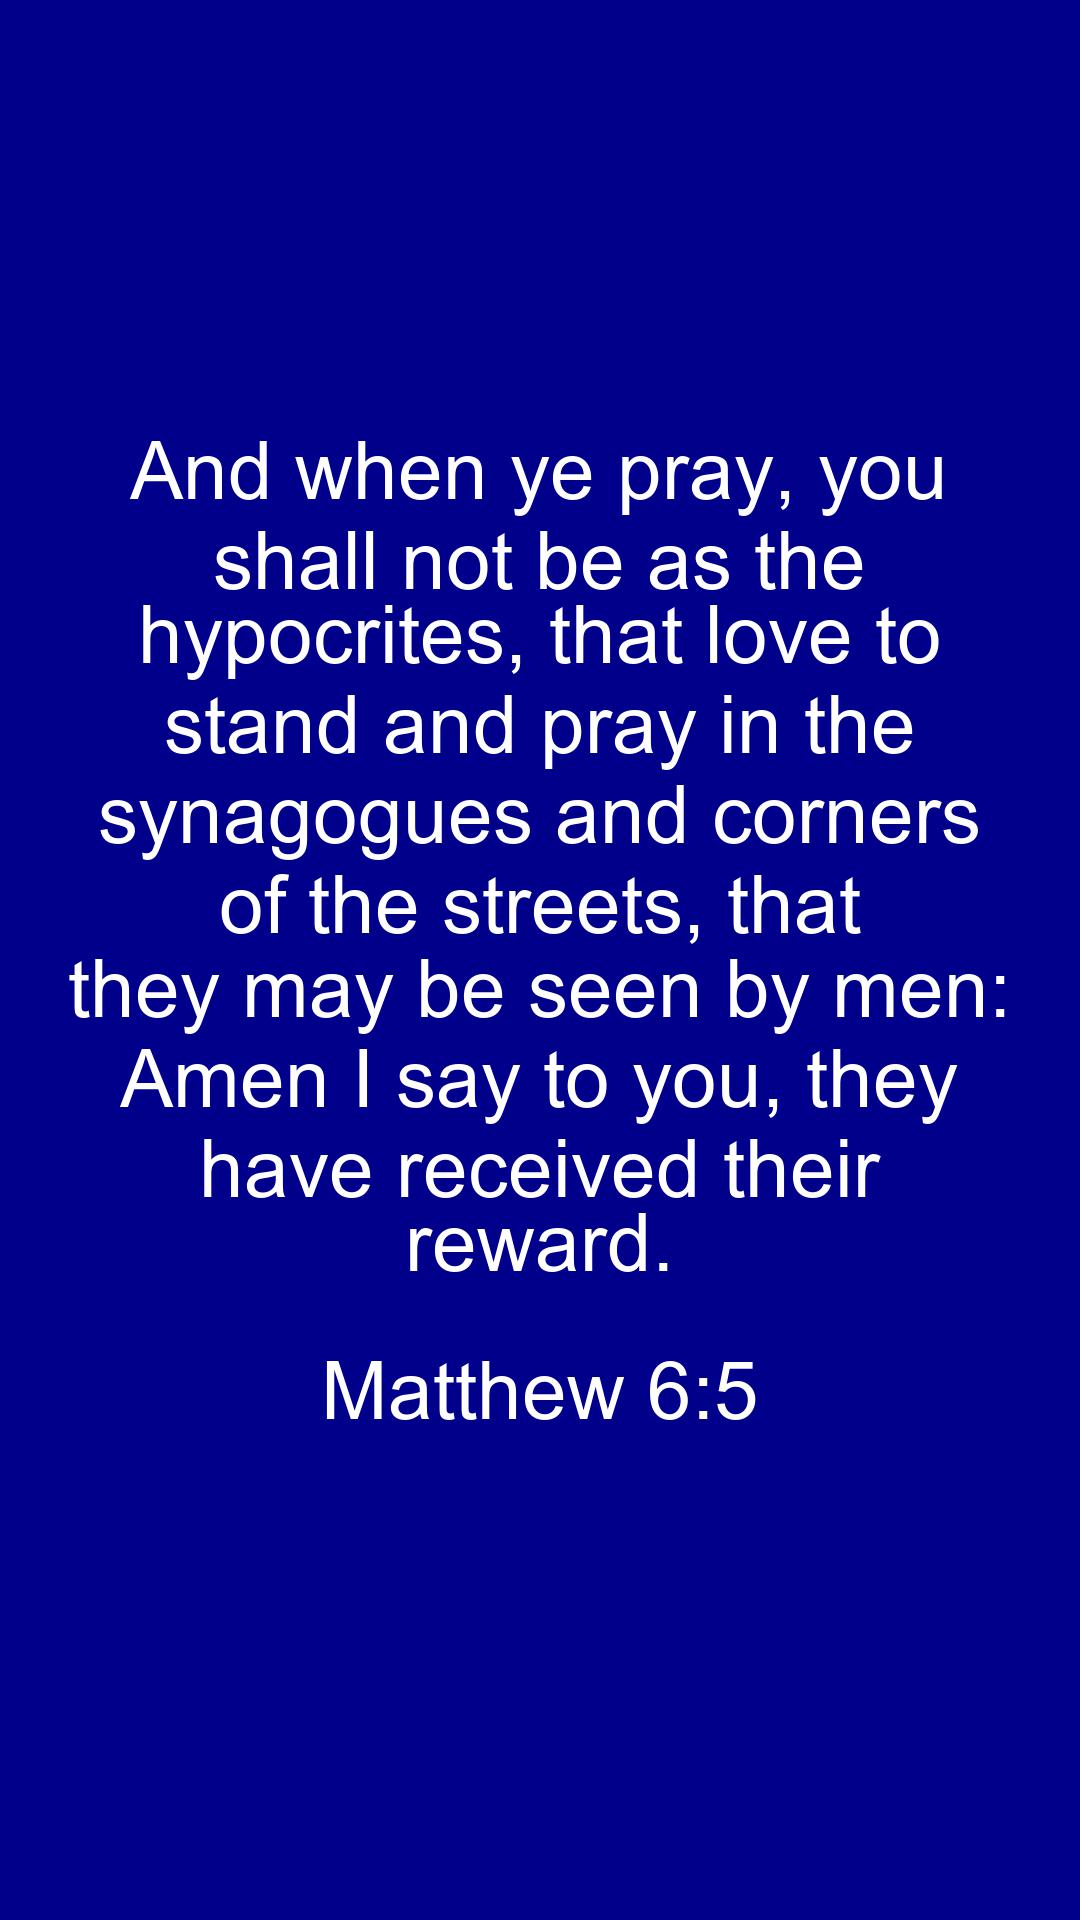 And when ye pray, you
shall not be as the
hypocrites, that love to
stand and pray in the
synagogues and corners
of the streets, that
they may be seen by men:
Amen I say to you, they
have received their
reward.
Matthew 6:5